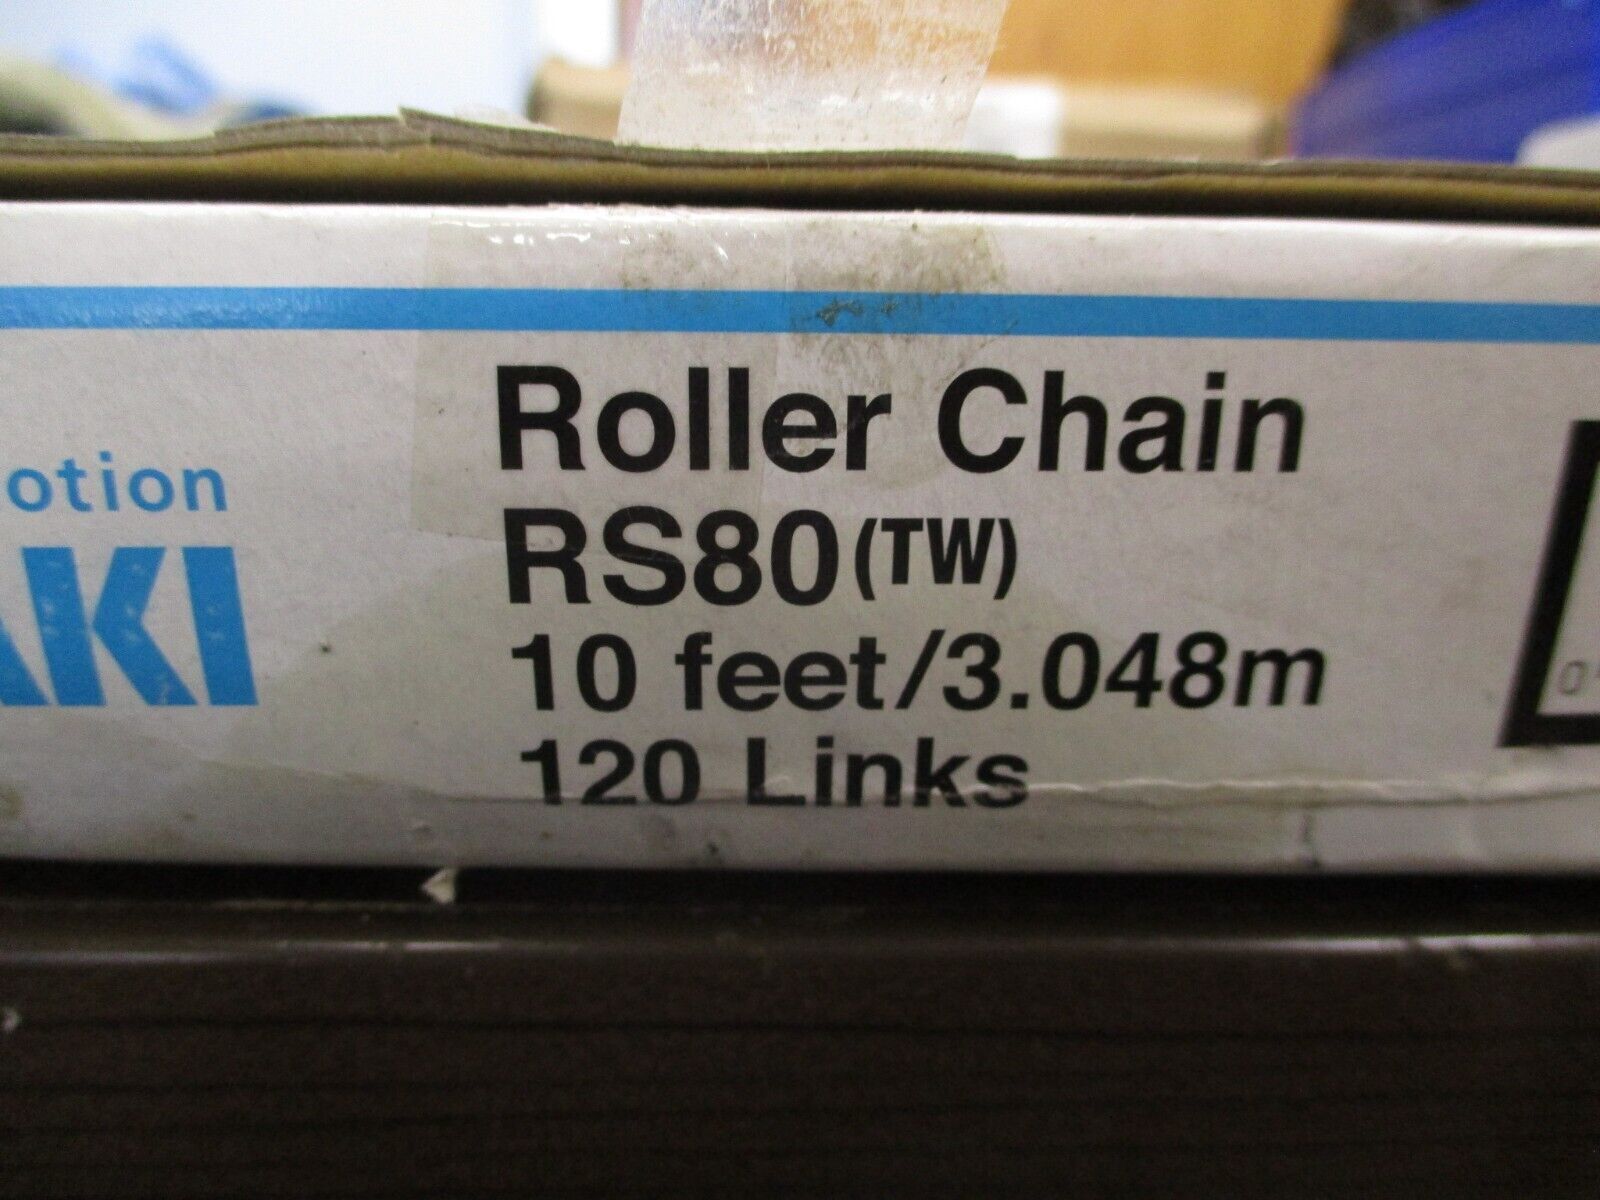 Roller Chain
otion
RS80 (TW)
AKI
10 feet/3.048m
120 Links